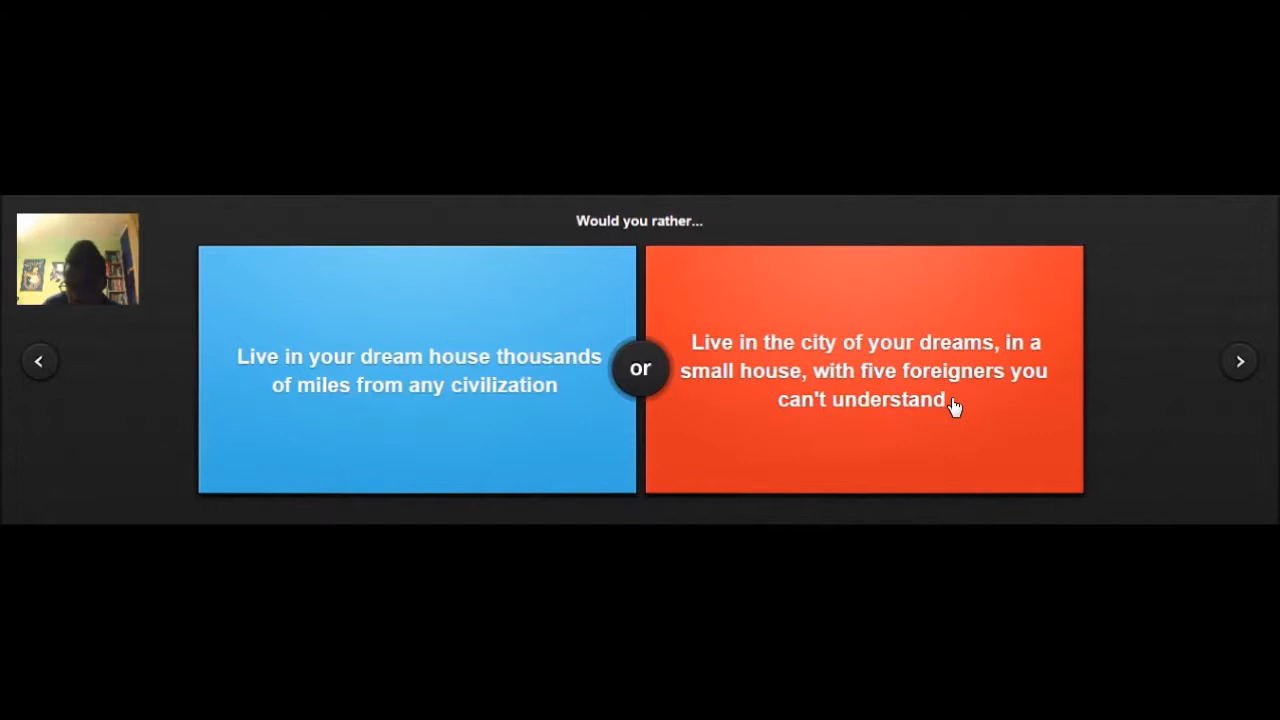 Would you rather...
Live in your dream house thousands
of miles from any civilization
or
Live in the city of your dreams, in a
small house, with five foreigners you
can't understand